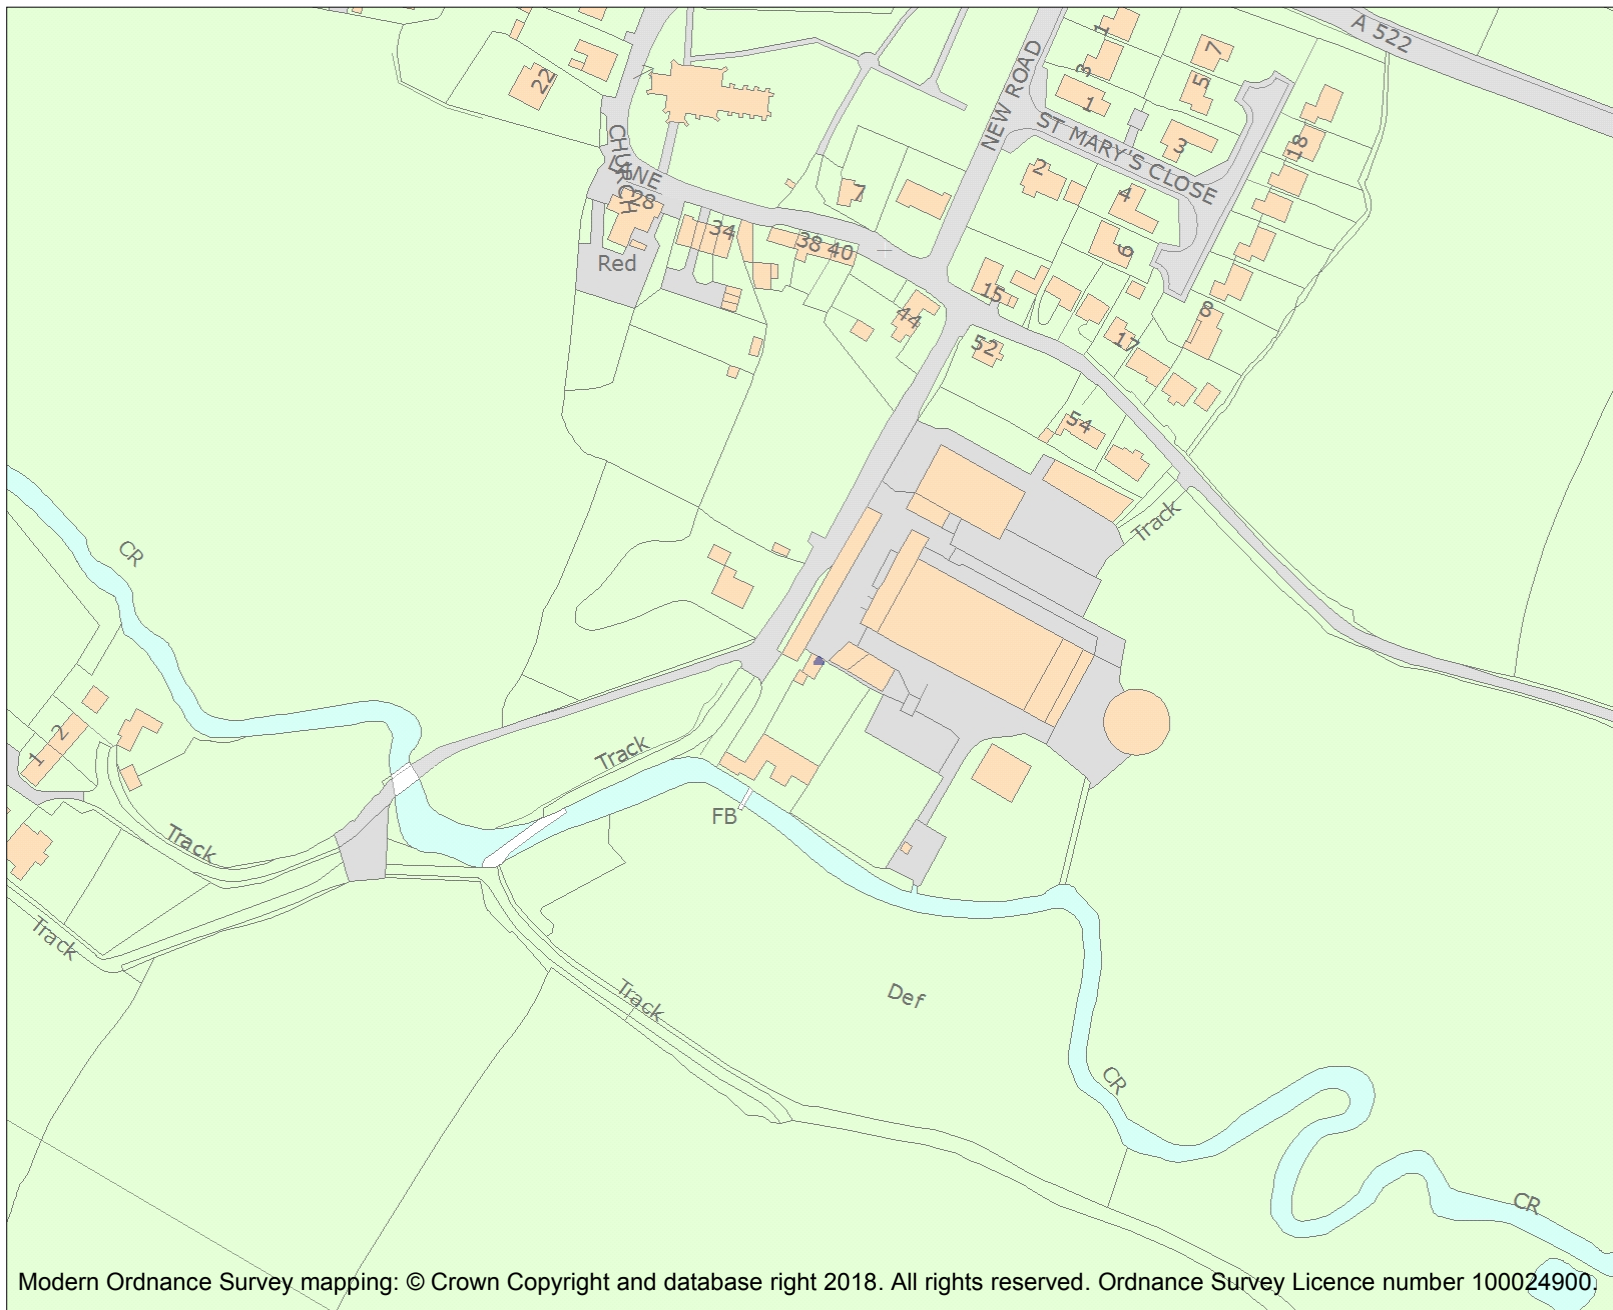 A 522
1
7
3
NEW ROAD
5
22
1
ST MARY'S CLOSE
18
3
CHURCH
LANE
2
4
7
28
34
38
40
6
Red
15
44
8
17
52
54
Track
CR
2
1
Track
FB
Track
Track
Def
Track
CR
CR
Modern Ordnance Survey mapping: © Crown Copyright and database right 2018. All rights reserved. Ordnance Survey Licence number 100024900.